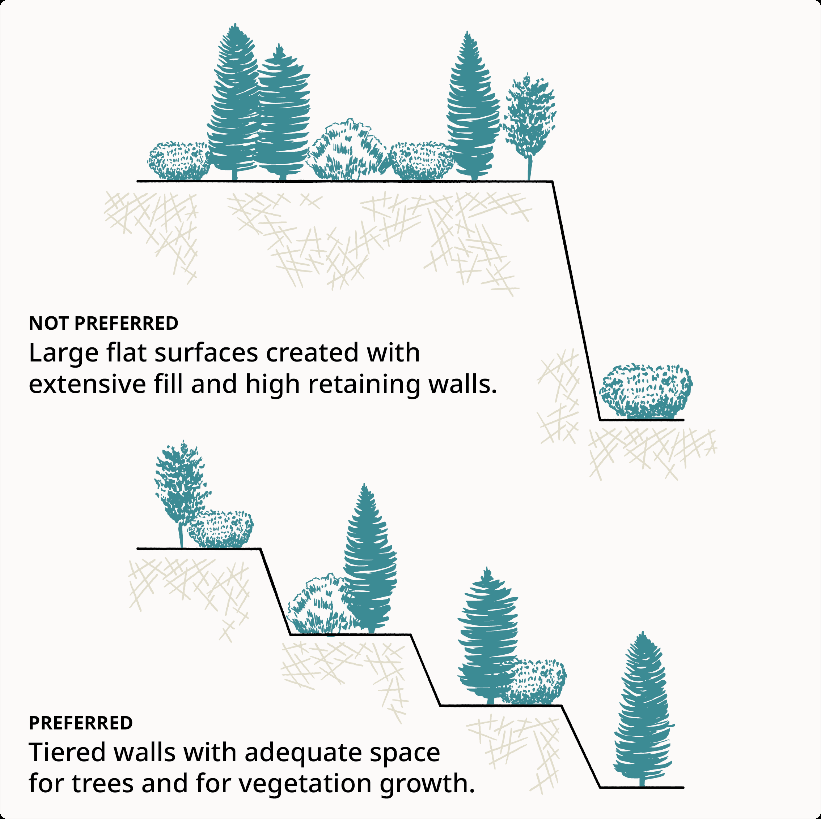 NOT PREFERRED
Large flat surfaces created with
extensive fill and high retaining walls.
PREFERRED
Tiered walls with adequate space
for trees and for vegetation growth.